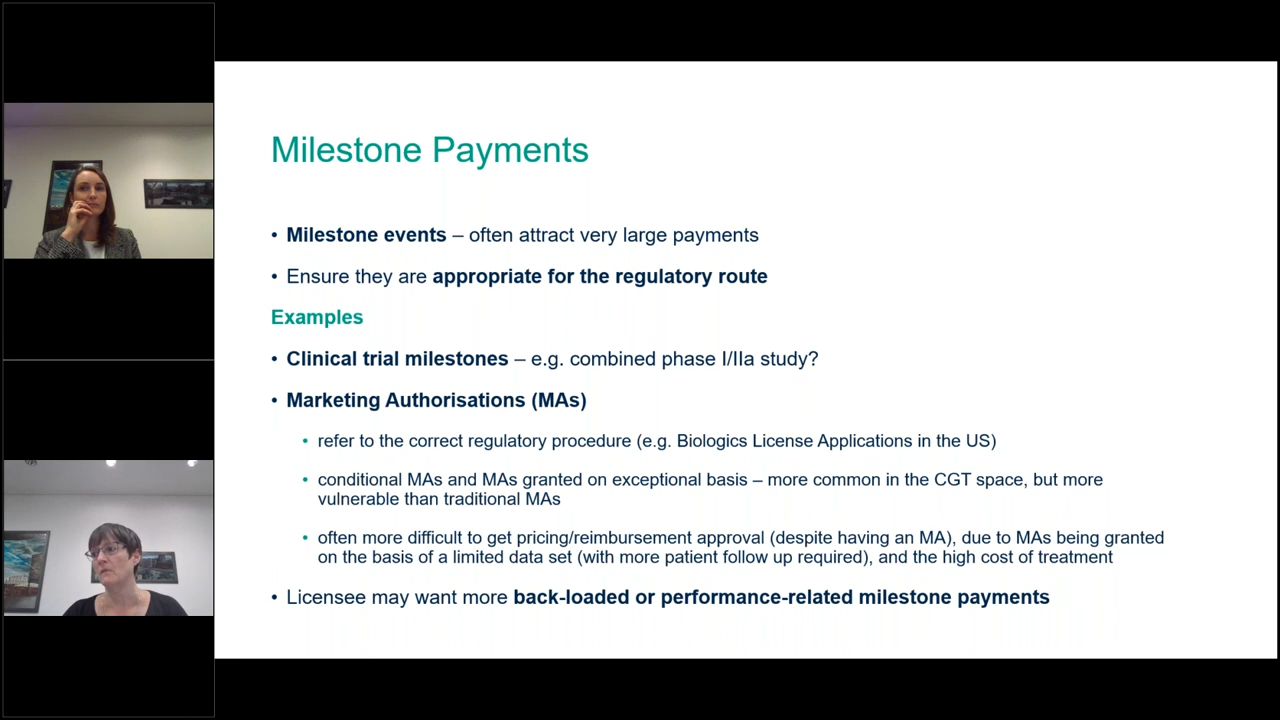 Milestone Payments
• Milestone events – often attract very large payments
• Ensure they are appropriate for the regulatory route
Examples
• Clinical trial milestones – e.g. combined phase I/IIa study?
• Marketing Authorisations (MAs)
• refer to the correct regulatory procedure (e.g. Biologics License Applications in the US)
• conditional MAs and MAs granted on exceptional basis – more common in the CGT space, but more
vulnerable than traditional MAs
• often more difficult to get pricing/reimbursement approval (despite having an MA), due to MAs being granted
on the basis of a limited data set (with more patient follow up required), and the high cost of treatment
• Licensee may want more back-loaded or performance-related milestone payments